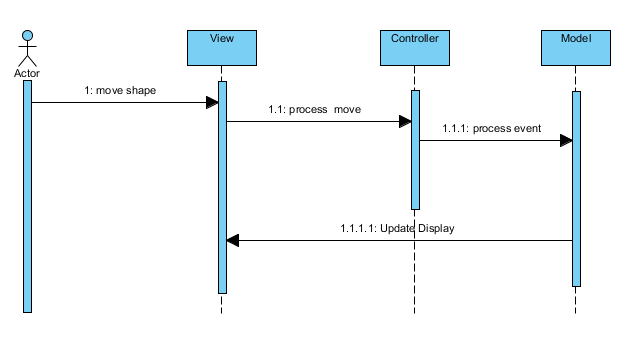 View
Controller
Model
Actor
1: move shape
1.1: process move
1.1.1: process event
1.1.1.1: Update Display